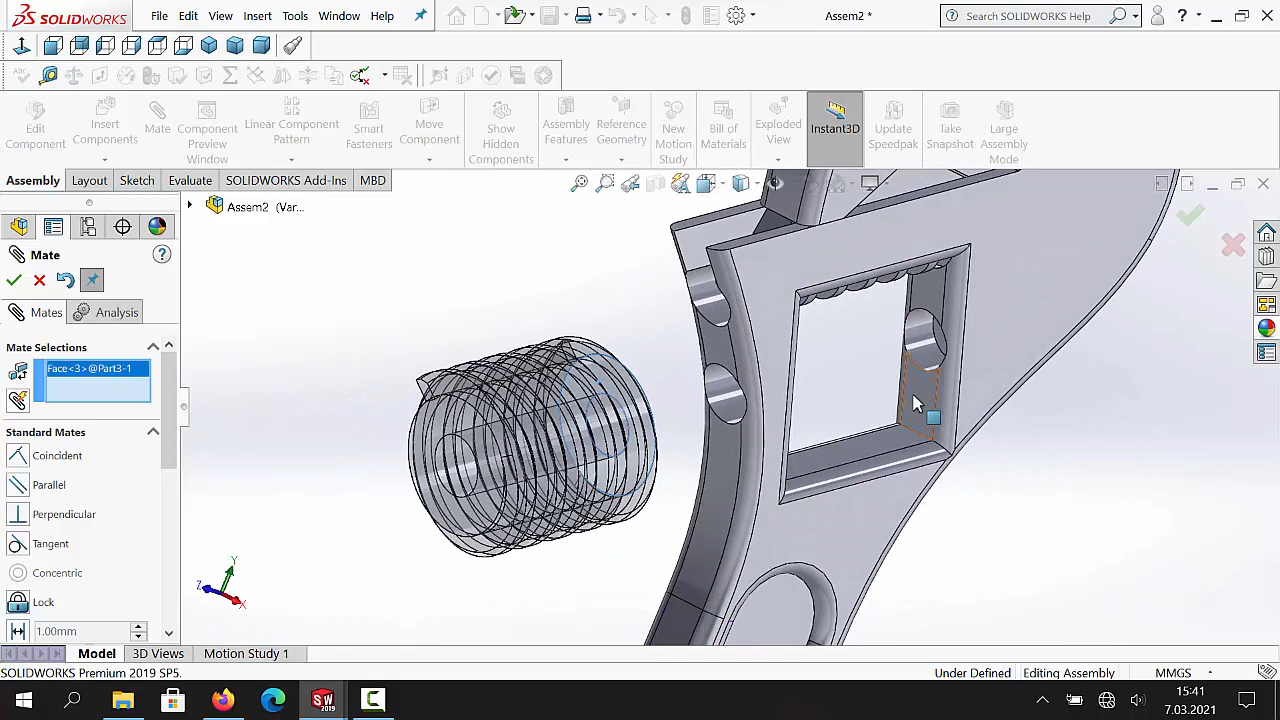 SOLIDWORKS
File Edit View Insert Tools Window Help
Assem2 *
Search SOLIDWORKS Help
?
Edit Component
Insert Components
Mate
Component Preview Window
Linear Component Pattern
Smart Fasteners
Move Component
Show Hidden Components
Assembly Features
Reference Geometry
New Motion Study
Bill of Materials
Exploded View
Instant3D
Update Speedpak
Take Snapshot
Large Assembly Mode
Assembly Layout Sketch Evaluate SOLIDWORKS Add-Ins MBD
Assem2 (Var...
Mate
?
Mates Analysis
Mate Selections
Face<3>@Part3-1
Standard Mates
Coincident
Parallel
Perpendicular
Tangent
Concentric
Lock
1.00mm
Y
Z
X
Model 3D Views Motion Study 1
SOLIDWORKS Premium 2019 SP5.
Under Defined Editing Assembly MMGS
SW
2019
15:41
7.03.2021